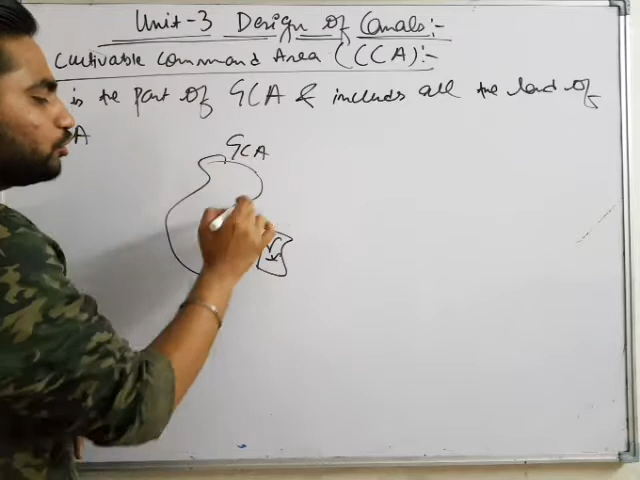 Unit-3 Design of Canals:-
Cultivable Command Area (CCA):-
is the part of GCA & includes all the land of
A
GCA